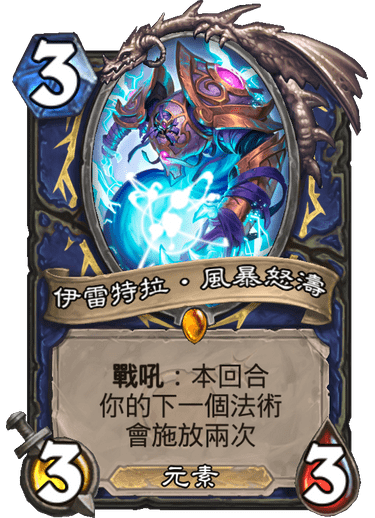 3
伊雷特拉‧風暴怒濤
戰吼：本回合
你的下一個法術
會施放兩次
3
元素
3